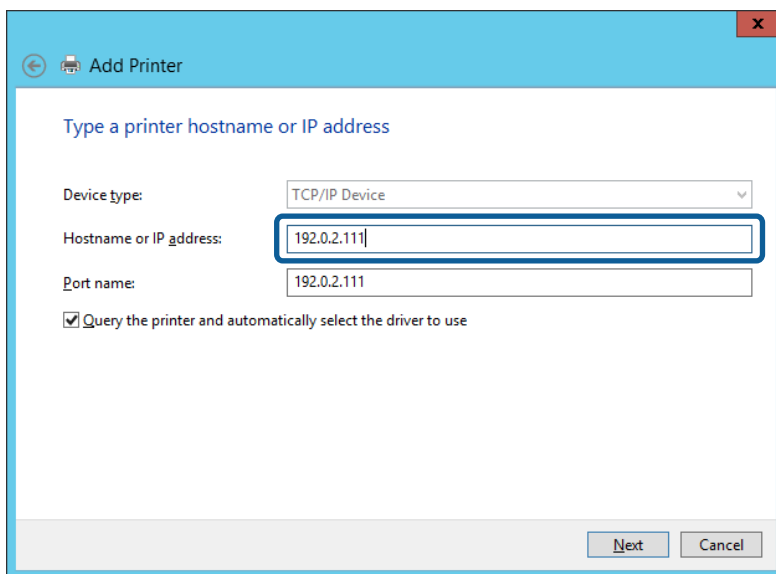 x
Add Printer
Type a printer hostname or IP address
Device type: TCP/IP Device
Hostname or IP address: 192.0.2.111
Port name: 192.0.2.111
Query the printer and automatically select the driver to use
Next Cancel